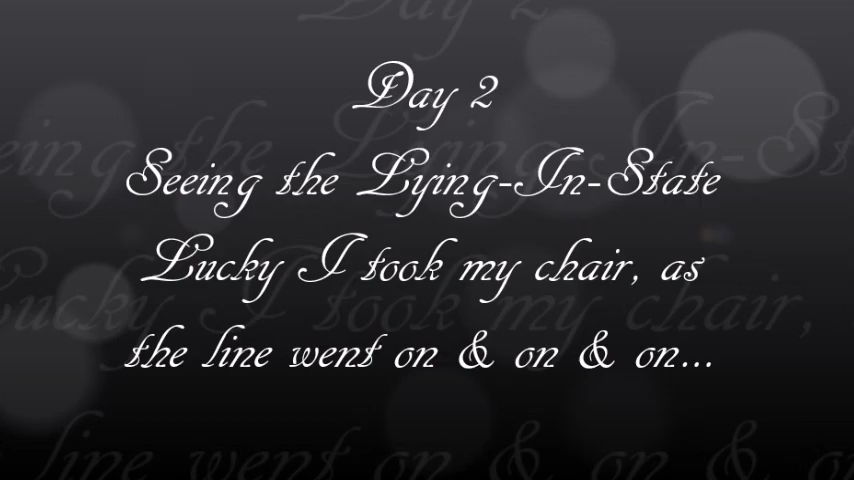 Day 2
Seeing the Lying-In-State
Lucky I took my chair, as
the line went on & on & on...